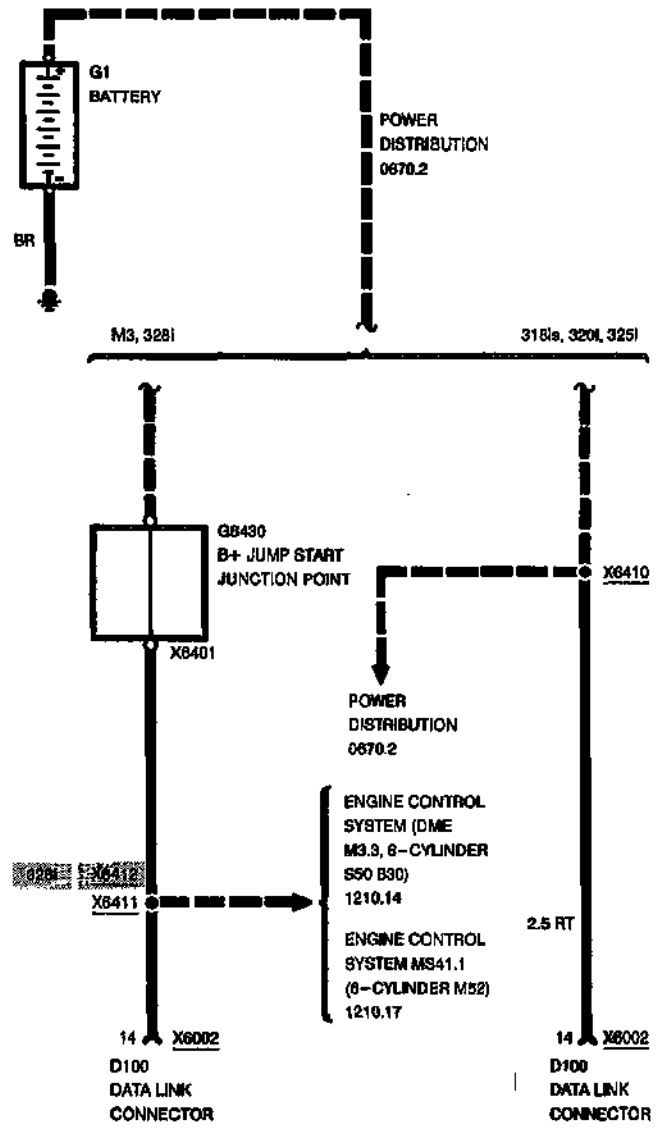 G1
BATTERY
POWER
DISTRIBUTION
0670.2
BR
M3, 328i
318is, 320i, 325i
G6430
B+ JUMP START
JUNCTION POINT
X6401
X6410
POWER
DISTRIBUTION
0670.2
328i X6412
X6411
ENGINE CONTROL
SYSTEM (DME
M3.3, 6-CYLINDER
S50 B30)
1210.14
ENGINE CONTROL
SYSTEM MS41.1
(6-CYLINDER M52)
1210.17
2.5 RT
14 X6002
D100
DATA LINK
CONNECTOR
14 X6002
D100
DATA LINK
CONNECTOR